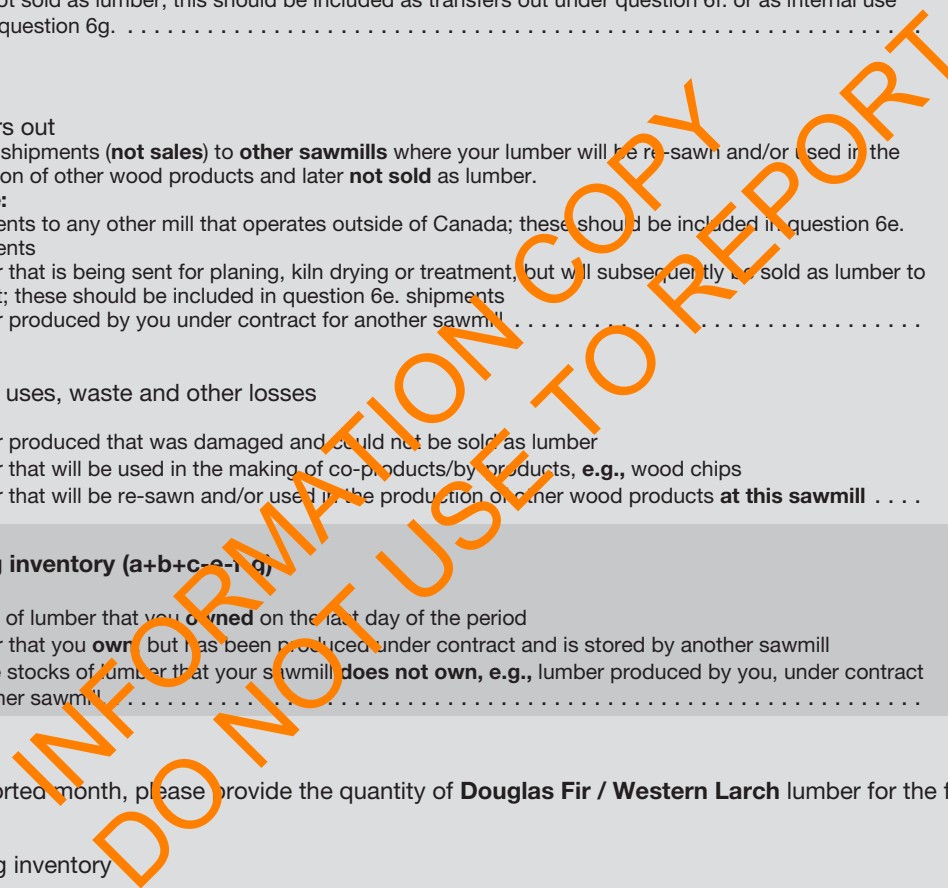 ot sold as lumber, this should be included as transfers out under question 6f. or as internal use
question 6g. . . . . . . . . . . . . . . . . . . . . . . . . . . . . . . . . . . . . . . . . . . . . . . . . . . . . . . . . . . . . . . .
rs out
shipments (not sales) to other sawmills where your lumber will be re-sawn and/or used in the
on of other wood products and later not sold as lumber.
e:
ents to any other mill that operates outside of Canada; these should be included in question 6e.
ents
r that is being sent for planing, kiln drying or treatment, but will subsequently be sold as lumber to
t; these should be included in question 6e. shipments
r produced by you under contract for another sawmill . . . . . . . . . . . . . . . . . . . . . . . . . . . . . . . . .
uses, waste and other losses
r produced that was damaged and could not be sold as lumber
r that will be used in the making of co-products/by products, e.g., wood chips
r that will be re-sawn and/or used in the production of other wood products at this sawmill . . . .
g inventory (a+b+c-e-f-g)
of lumber that you owned on the last day of the period
r that you own, but has been produced under contract and is stored by another sawmill
e stocks of lumber that your sawmill does not own, e.g., lumber produced by you, under contract
her sawmill . . . . . . . . . . . . . . . . . . . . . . . . . . . . . . . . . . . . . . . . . . . . . . . . . . . . . . . . . . . . . . . .
orted month, please provide the quantity of Douglas Fir / Western Larch lumber for the f
g inventory
INFORMATION COPY
DO NOT USE TO REPORT